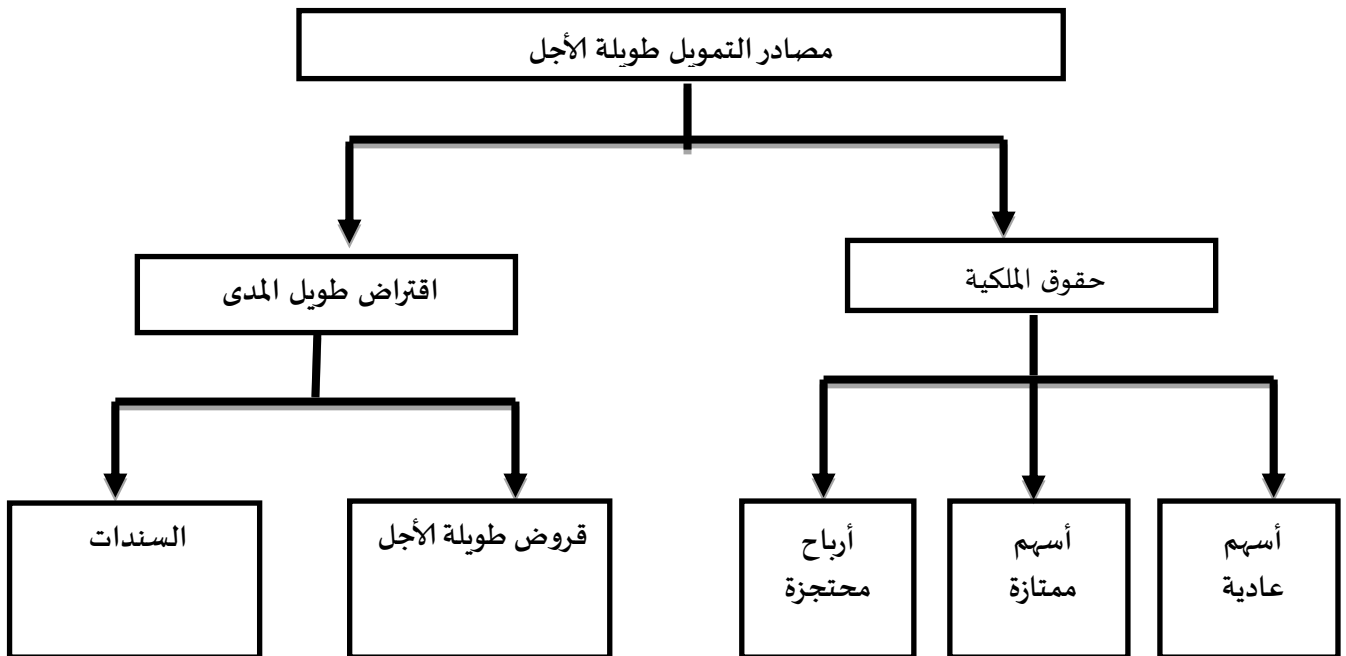 مصادر التمويل طويلة الأجل
حقوق الملكية
اقتراض طويل المدى
أسهم
عادية
أسهم
ممتازة
أرباح
محتجزة
قروض طويلة الأجل
السندات